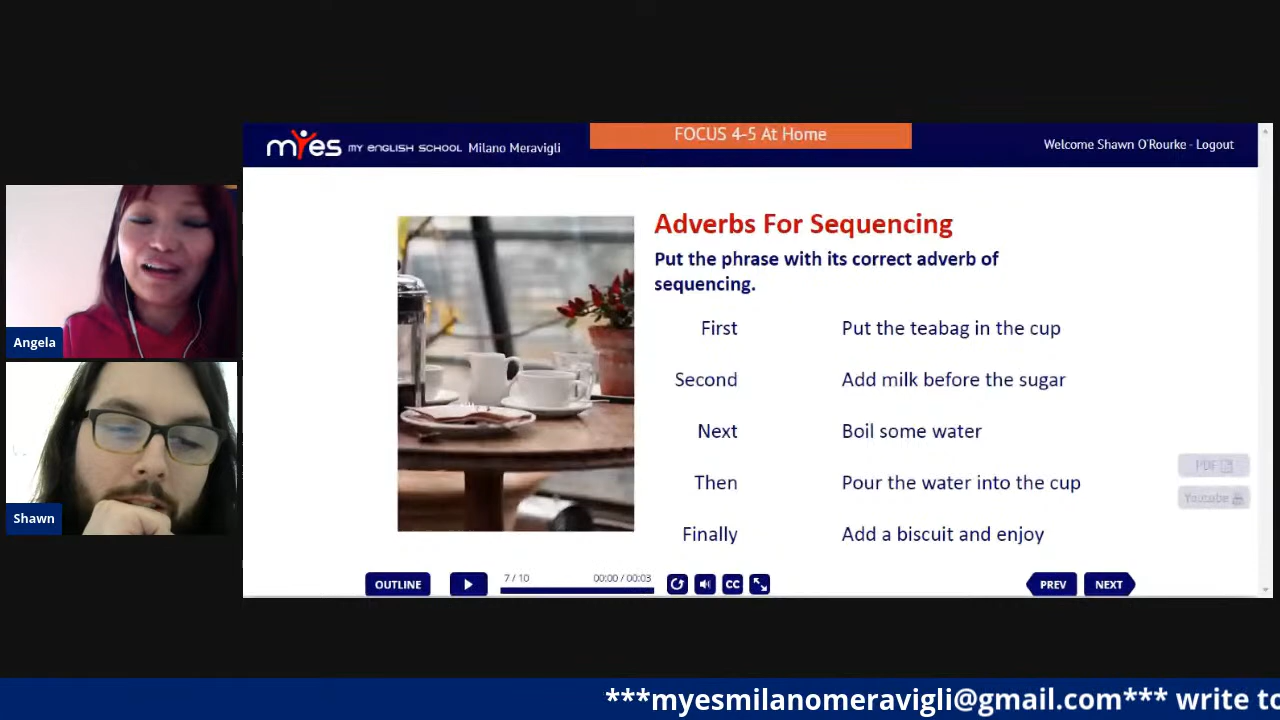 myes MY ENGLISH SCHOOL Milano Meravigli
FOCUS 4-5 At Home
Welcome Shawn O'Rourke - Logout
Adverbs For Sequencing
Put the phrase with its correct adverb of
sequencing.
First Put the teabag in the cup
Second Add milk before the sugar
Next Boil some water
Then Pour the water into the cup
Finally Add a biscuit and enjoy
PDF
Youtube
Angela
Shawn
OUTLINE
7 / 10
00:00 / 00:03
CC
PREV
NEXT
***myesmilanomeravigli@gmail.com*** write to